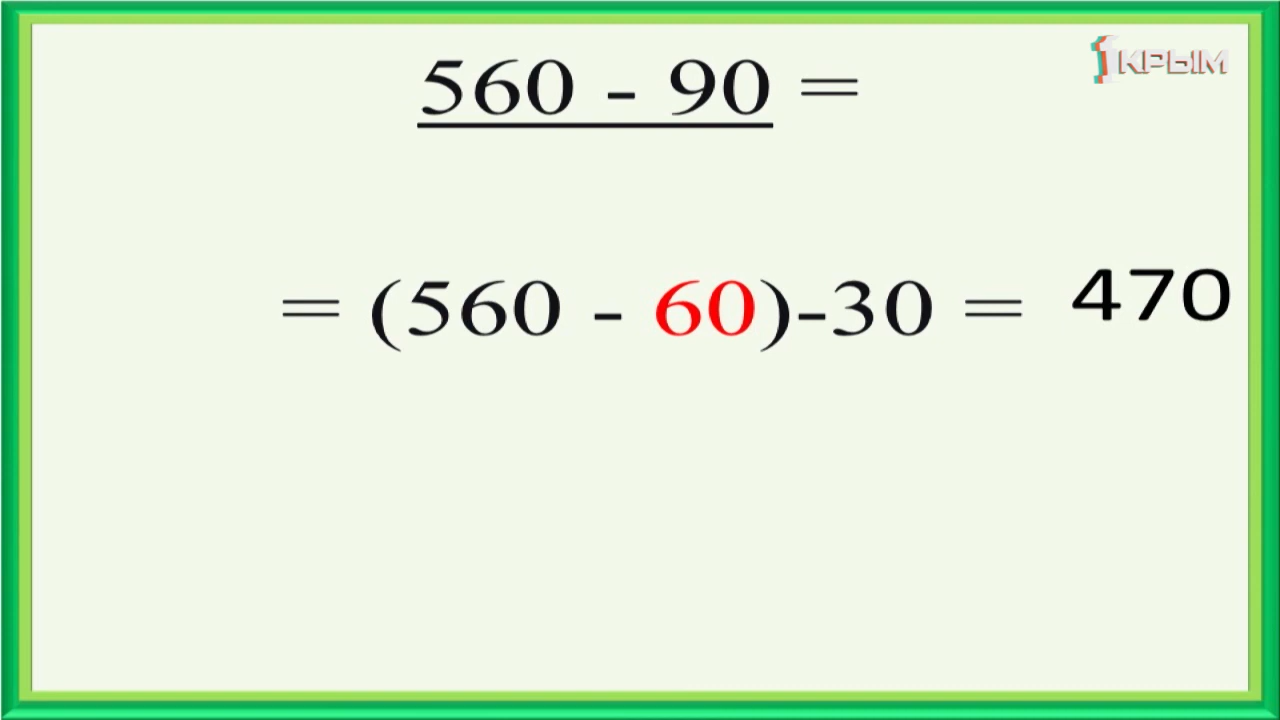 560 - 90 =
1КРЫМ
= (560 - 60)-30 = 470